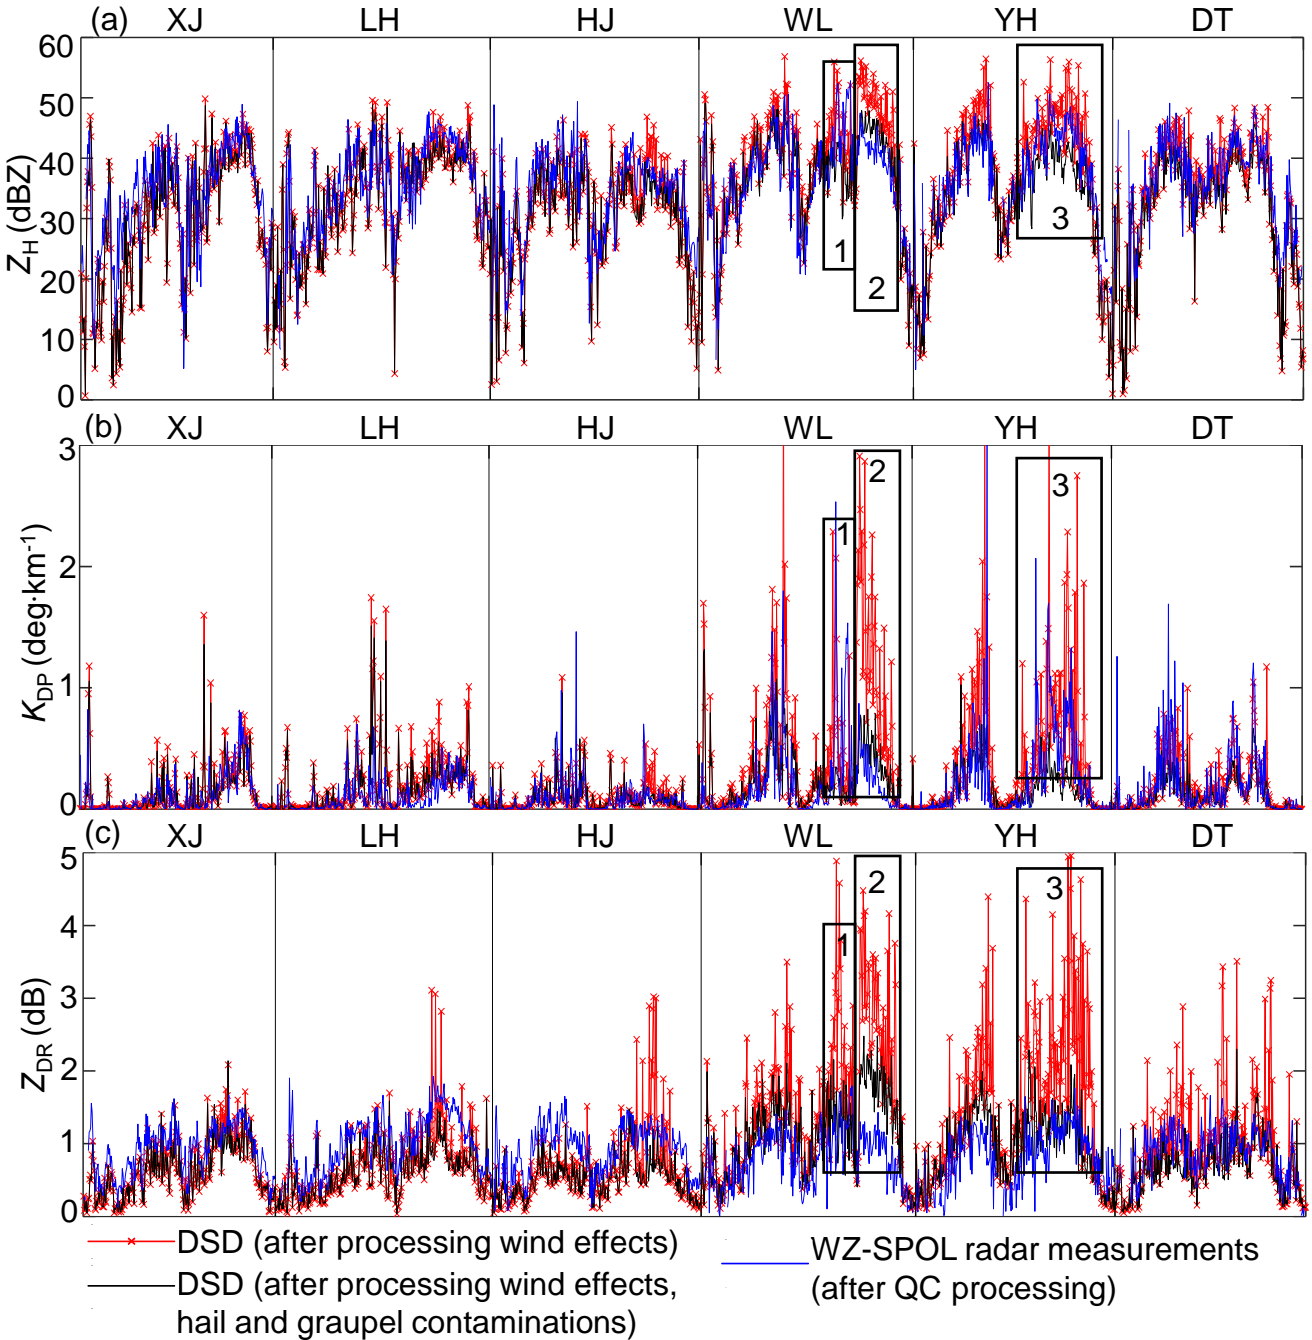 (a) XJ LH HJ WL YH DT
60
50
40
30
20
10
0
Z_H (dBZ)
1
2
3
(b) XJ LH HJ WL YH DT
3
2
1
0
K_DP (deg·km⁻¹)
1
2
3
(c) XJ LH HJ WL YH DT
5
4
3
2
1
0
Z_DR (dB)
1
2
3
DSD (after processing wind effects)
DSD (after processing wind effects,
hail and graupel contaminations)
WZ-SPOL radar measurements
(after QC processing)